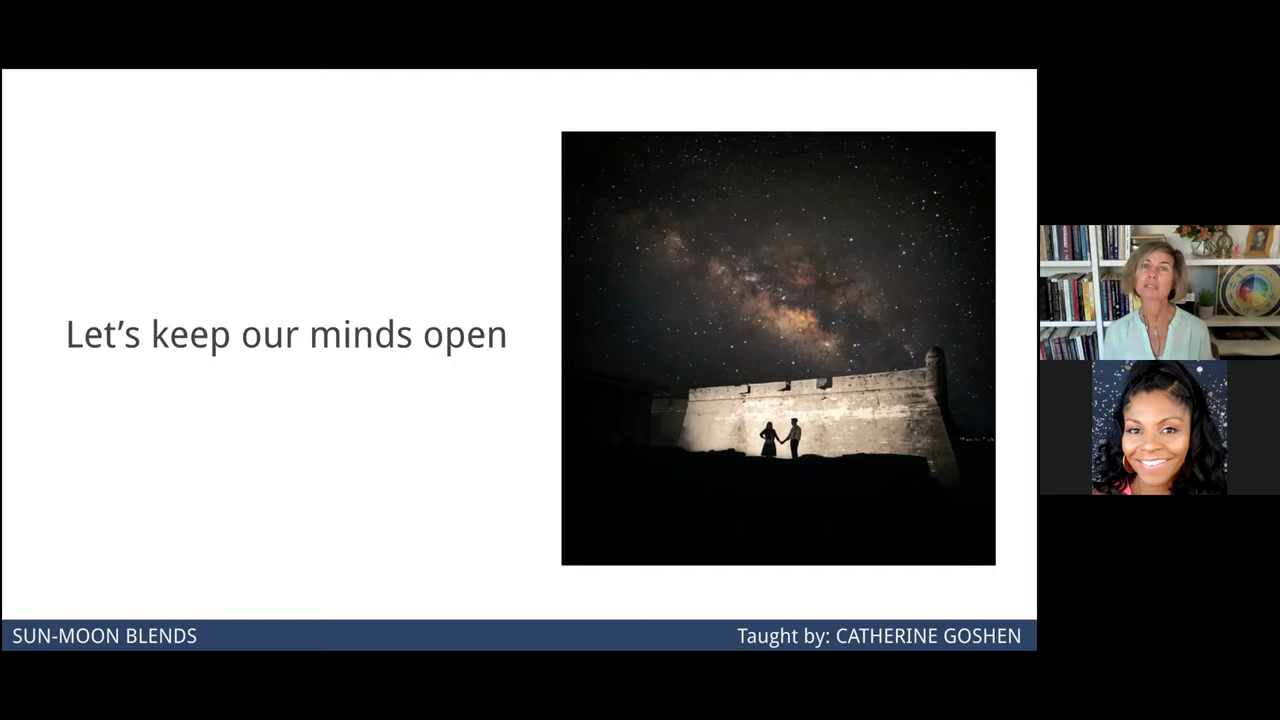 Let’s keep our minds open
SUN-MOON BLENDS
Taught by: CATHERINE GOSHEN